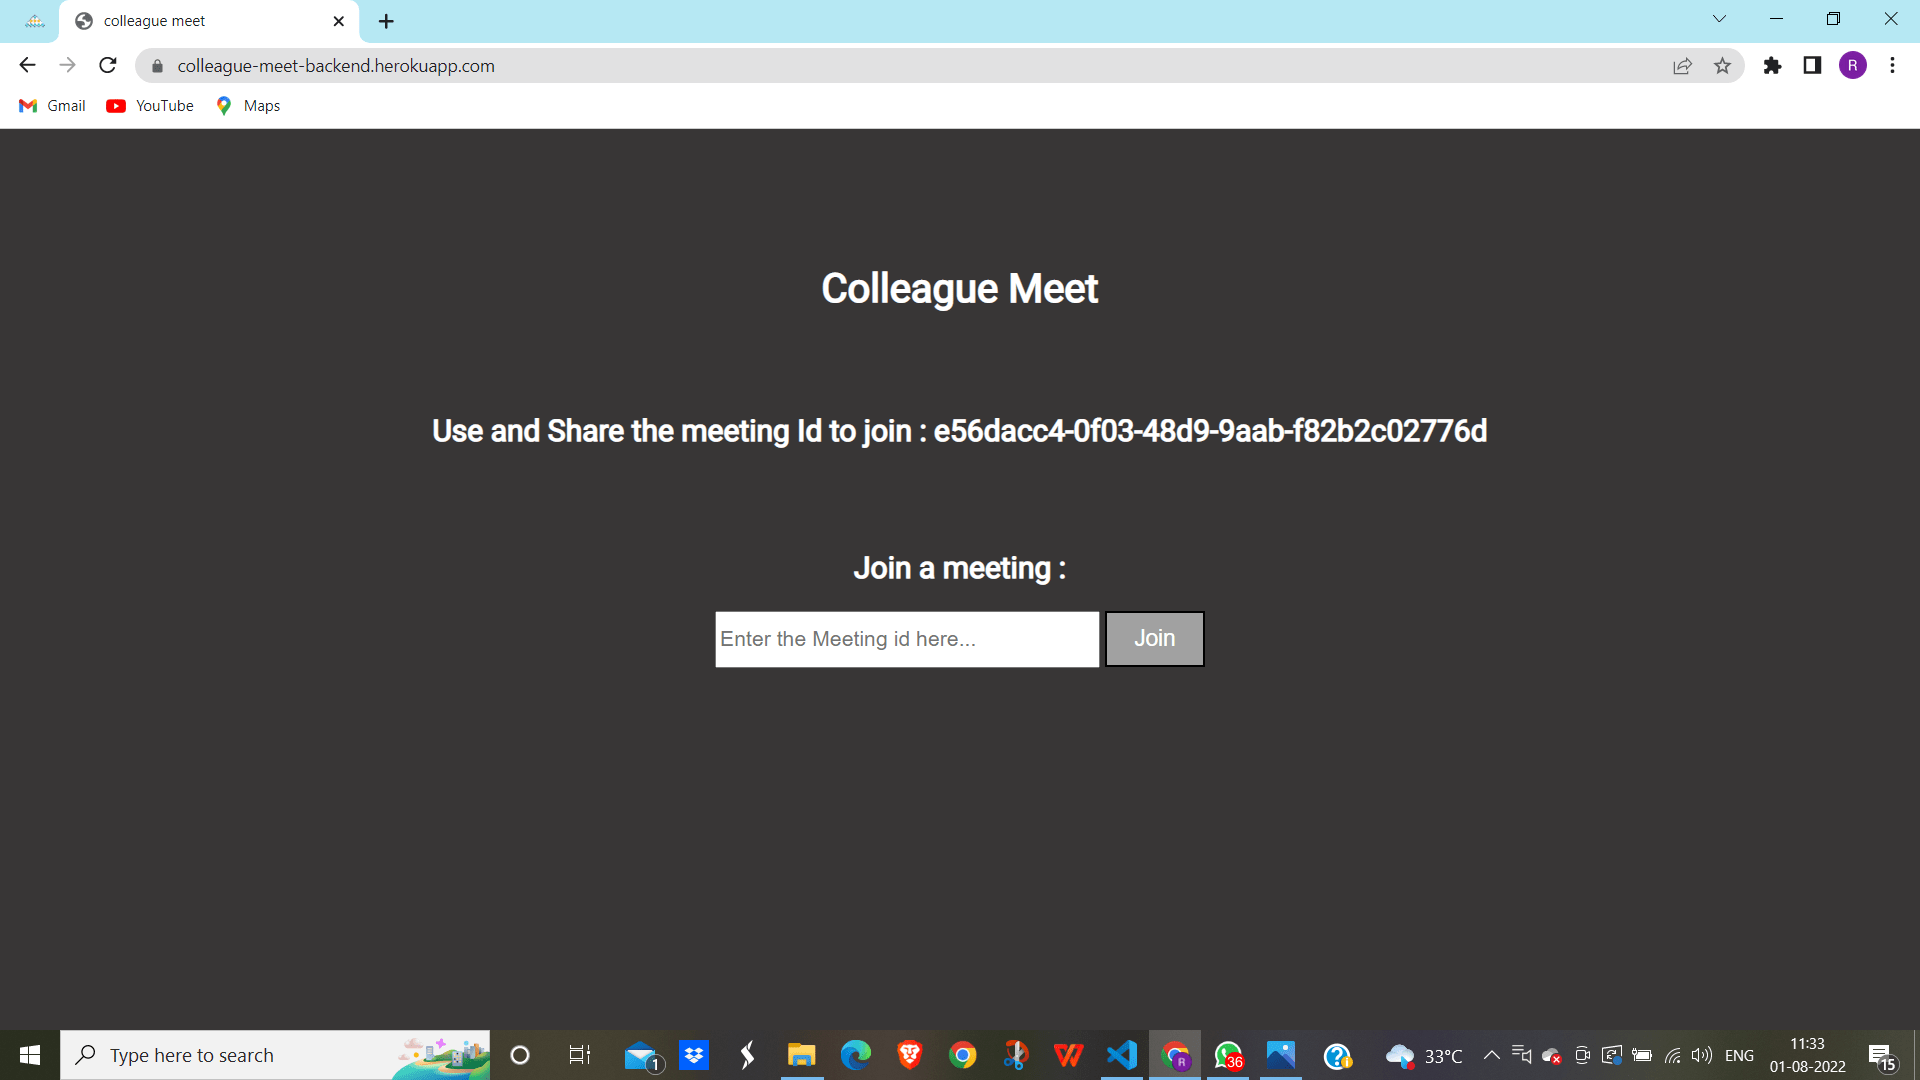 colleague meet
colleague-meet-backend.herokuapp.com
R
Gmail
YouTube
Maps
Colleague Meet
Use and Share the meeting Id to join : e56dacc4-0f03-48d9-9aab-f82b2c02776d
Join a meeting :
Enter the Meeting id here...
Join
Type here to search
1
R
36
33°C
ENG
11:33
01-08-2022
15